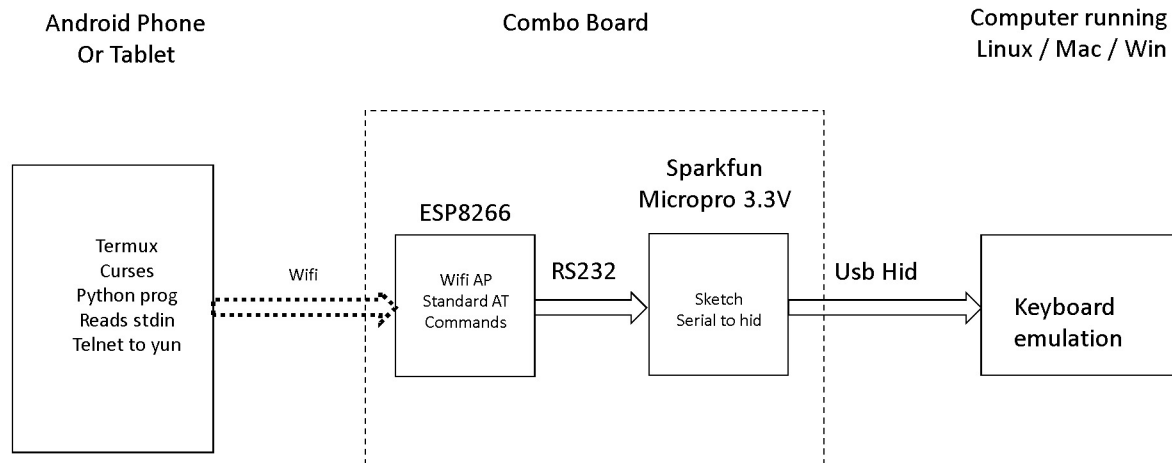 Android Phone
Or Tablet
Combo Board
Computer running
Linux / Mac / Win
Termux
Curses
Python prog
Reads stdin
Telnet to yun
Wifi
ESP8266
Wifi AP
Standard AT
Commands
RS232
Sparkfun
Micropro 3.3V
Sketch
Serial to hid
Usb Hid
Keyboard
emulation